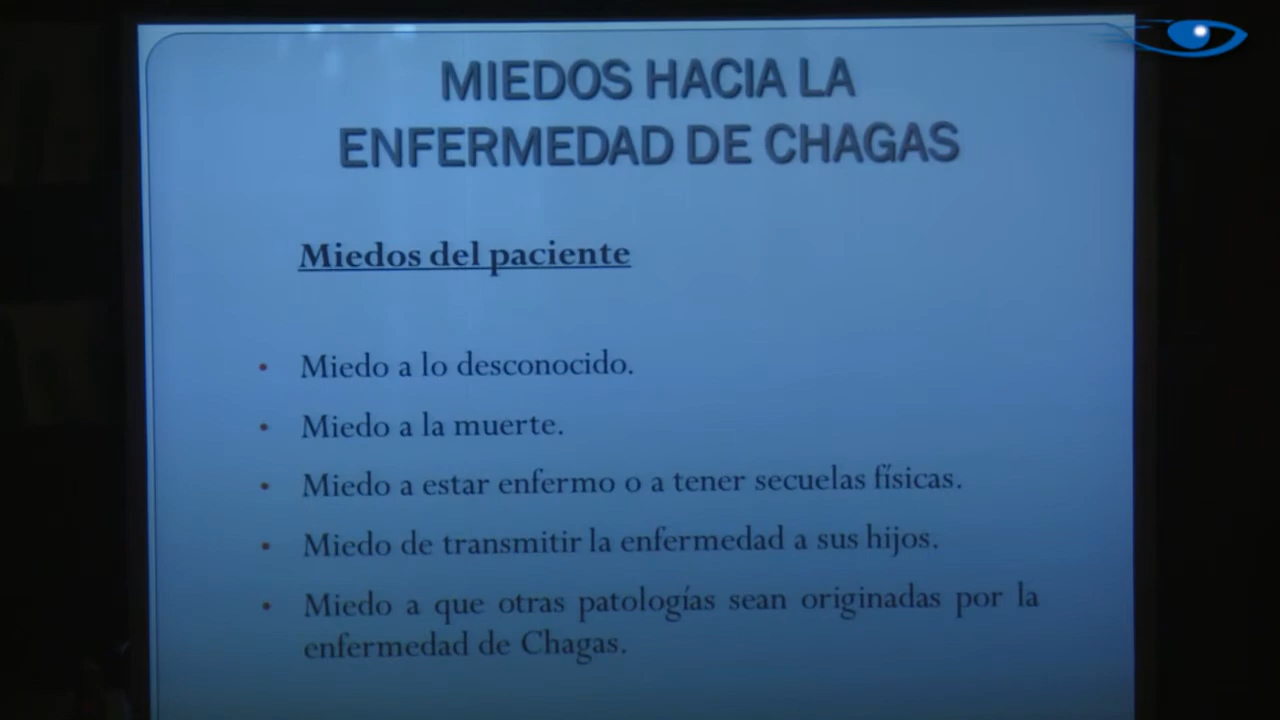 MIEDOS HACIA LA
ENFERMEDAD DE CHAGAS
Miedos del paciente
• Miedo a lo desconocido.
• Miedo a la muerte.
• Miedo a estar enfermo o a tener secuelas físicas.
• Miedo de transmitir la enfermedad a sus hijos.
• Miedo a que otras patologías sean originadas por la
enfermedad de Chagas.